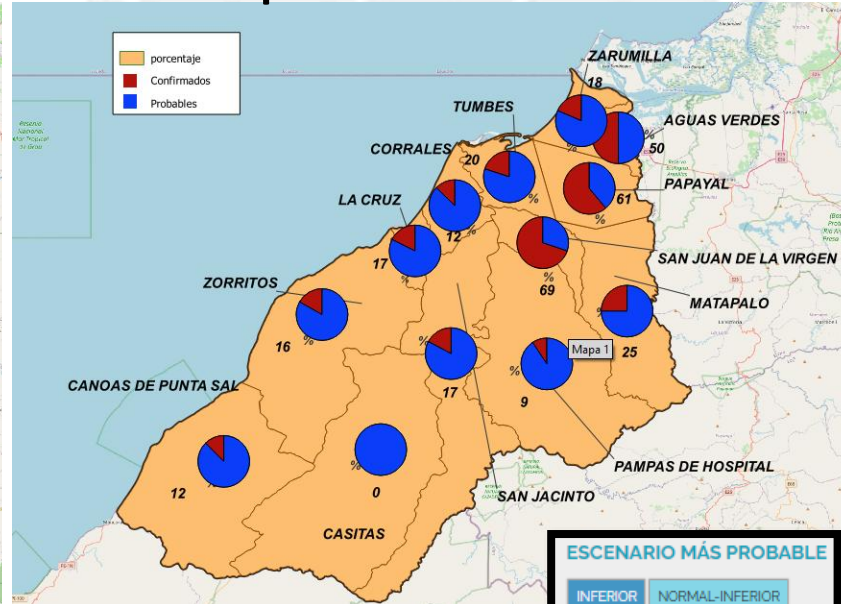 porcentaje
Confirmados
Probables
ZARUMILLA
18
%
TUMBES
AGUAS VERDES
%
50
CORRALES
20
%
PAPAYAL
61
%
LA CRUZ
12
%
SAN JUAN DE LA VIRGEN
17
%
%
69
ZORRITOS
MATAPALO
16
%
%
25
%
17
Mapa 1
%
9
CANOAS DE PUNTA SAL
PAMPAS DE HOSPITAL
12
%
%
0
SAN JACINTO
CASITAS
ESCENARIO MÁS PROBABLE
INFERIOR
NORMAL-INFERIOR